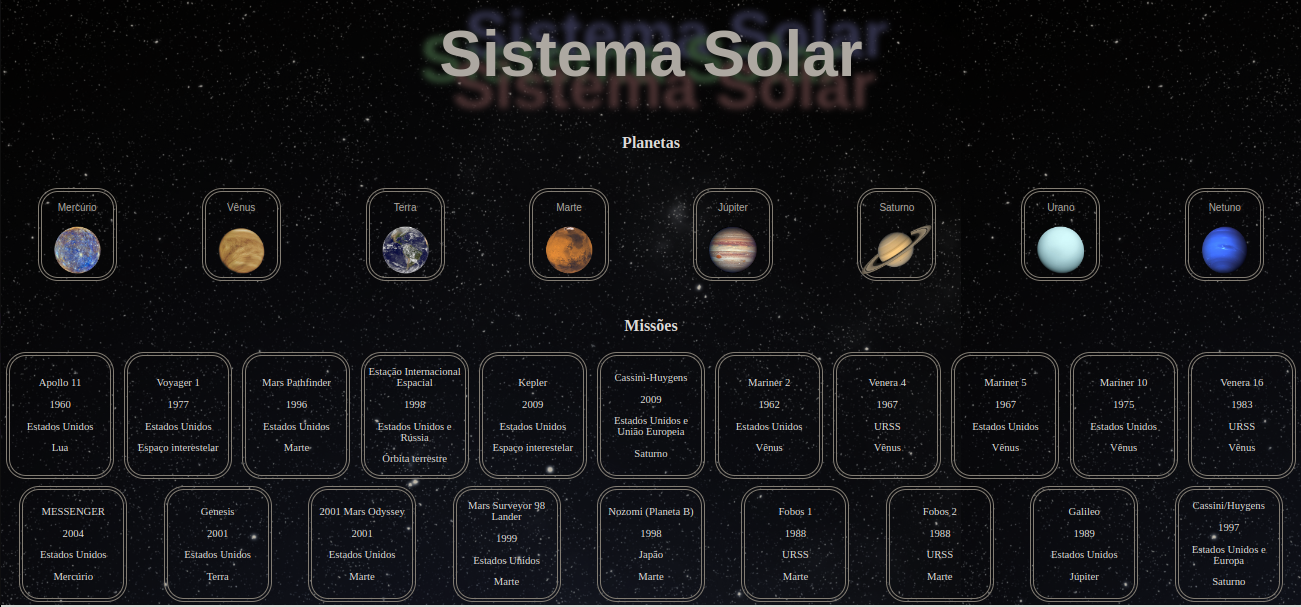 Sistema Solar
Planetas
Mercúrio
Vênus
Terra
Marte
Júpiter
Saturno
Urano
Netuno
Missões
Apollo 11
1960
Estados Unidos
Lua
Voyager 1
1977
Estados Unidos
Espaço interestelar
Mars Pathfinder
1996
Estados Unidos
Marte
Estação Internacional
Espacial
1998
Estados Unidos e
Rússia
Órbita terrestre
Kepler
2009
Estados Unidos
Espaço interestelar
Cassini-Huygens
2009
Estados Unidos e
União Europeia
Saturno
Mariner 2
1962
Estados Unidos
Vênus
Venera 4
1967
URSS
Vênus
Mariner 5
1967
Estados Unidos
Vênus
Mariner 10
1975
Estados Unidos
Vênus
Venera 16
1983
URSS
Vênus
MESSENGER
2004
Estados Unidos
Mercúrio
Genesis
2001
Estados Unidos
Terra
2001 Mars Odyssey
2001
Estados Unidos
Marte
Mars Surveyor 98
Lander
1999
Estados Unidos
Marte
Nozomi (Planeta B)
1998
Japão
Marte
Fobos 1
1988
URSS
Marte
Fobos 2
1988
URSS
Marte
Galileo
1989
Estados Unidos
Júpiter
Cassini/Huygens
1997
Estados Unidos e
Europa
Saturno